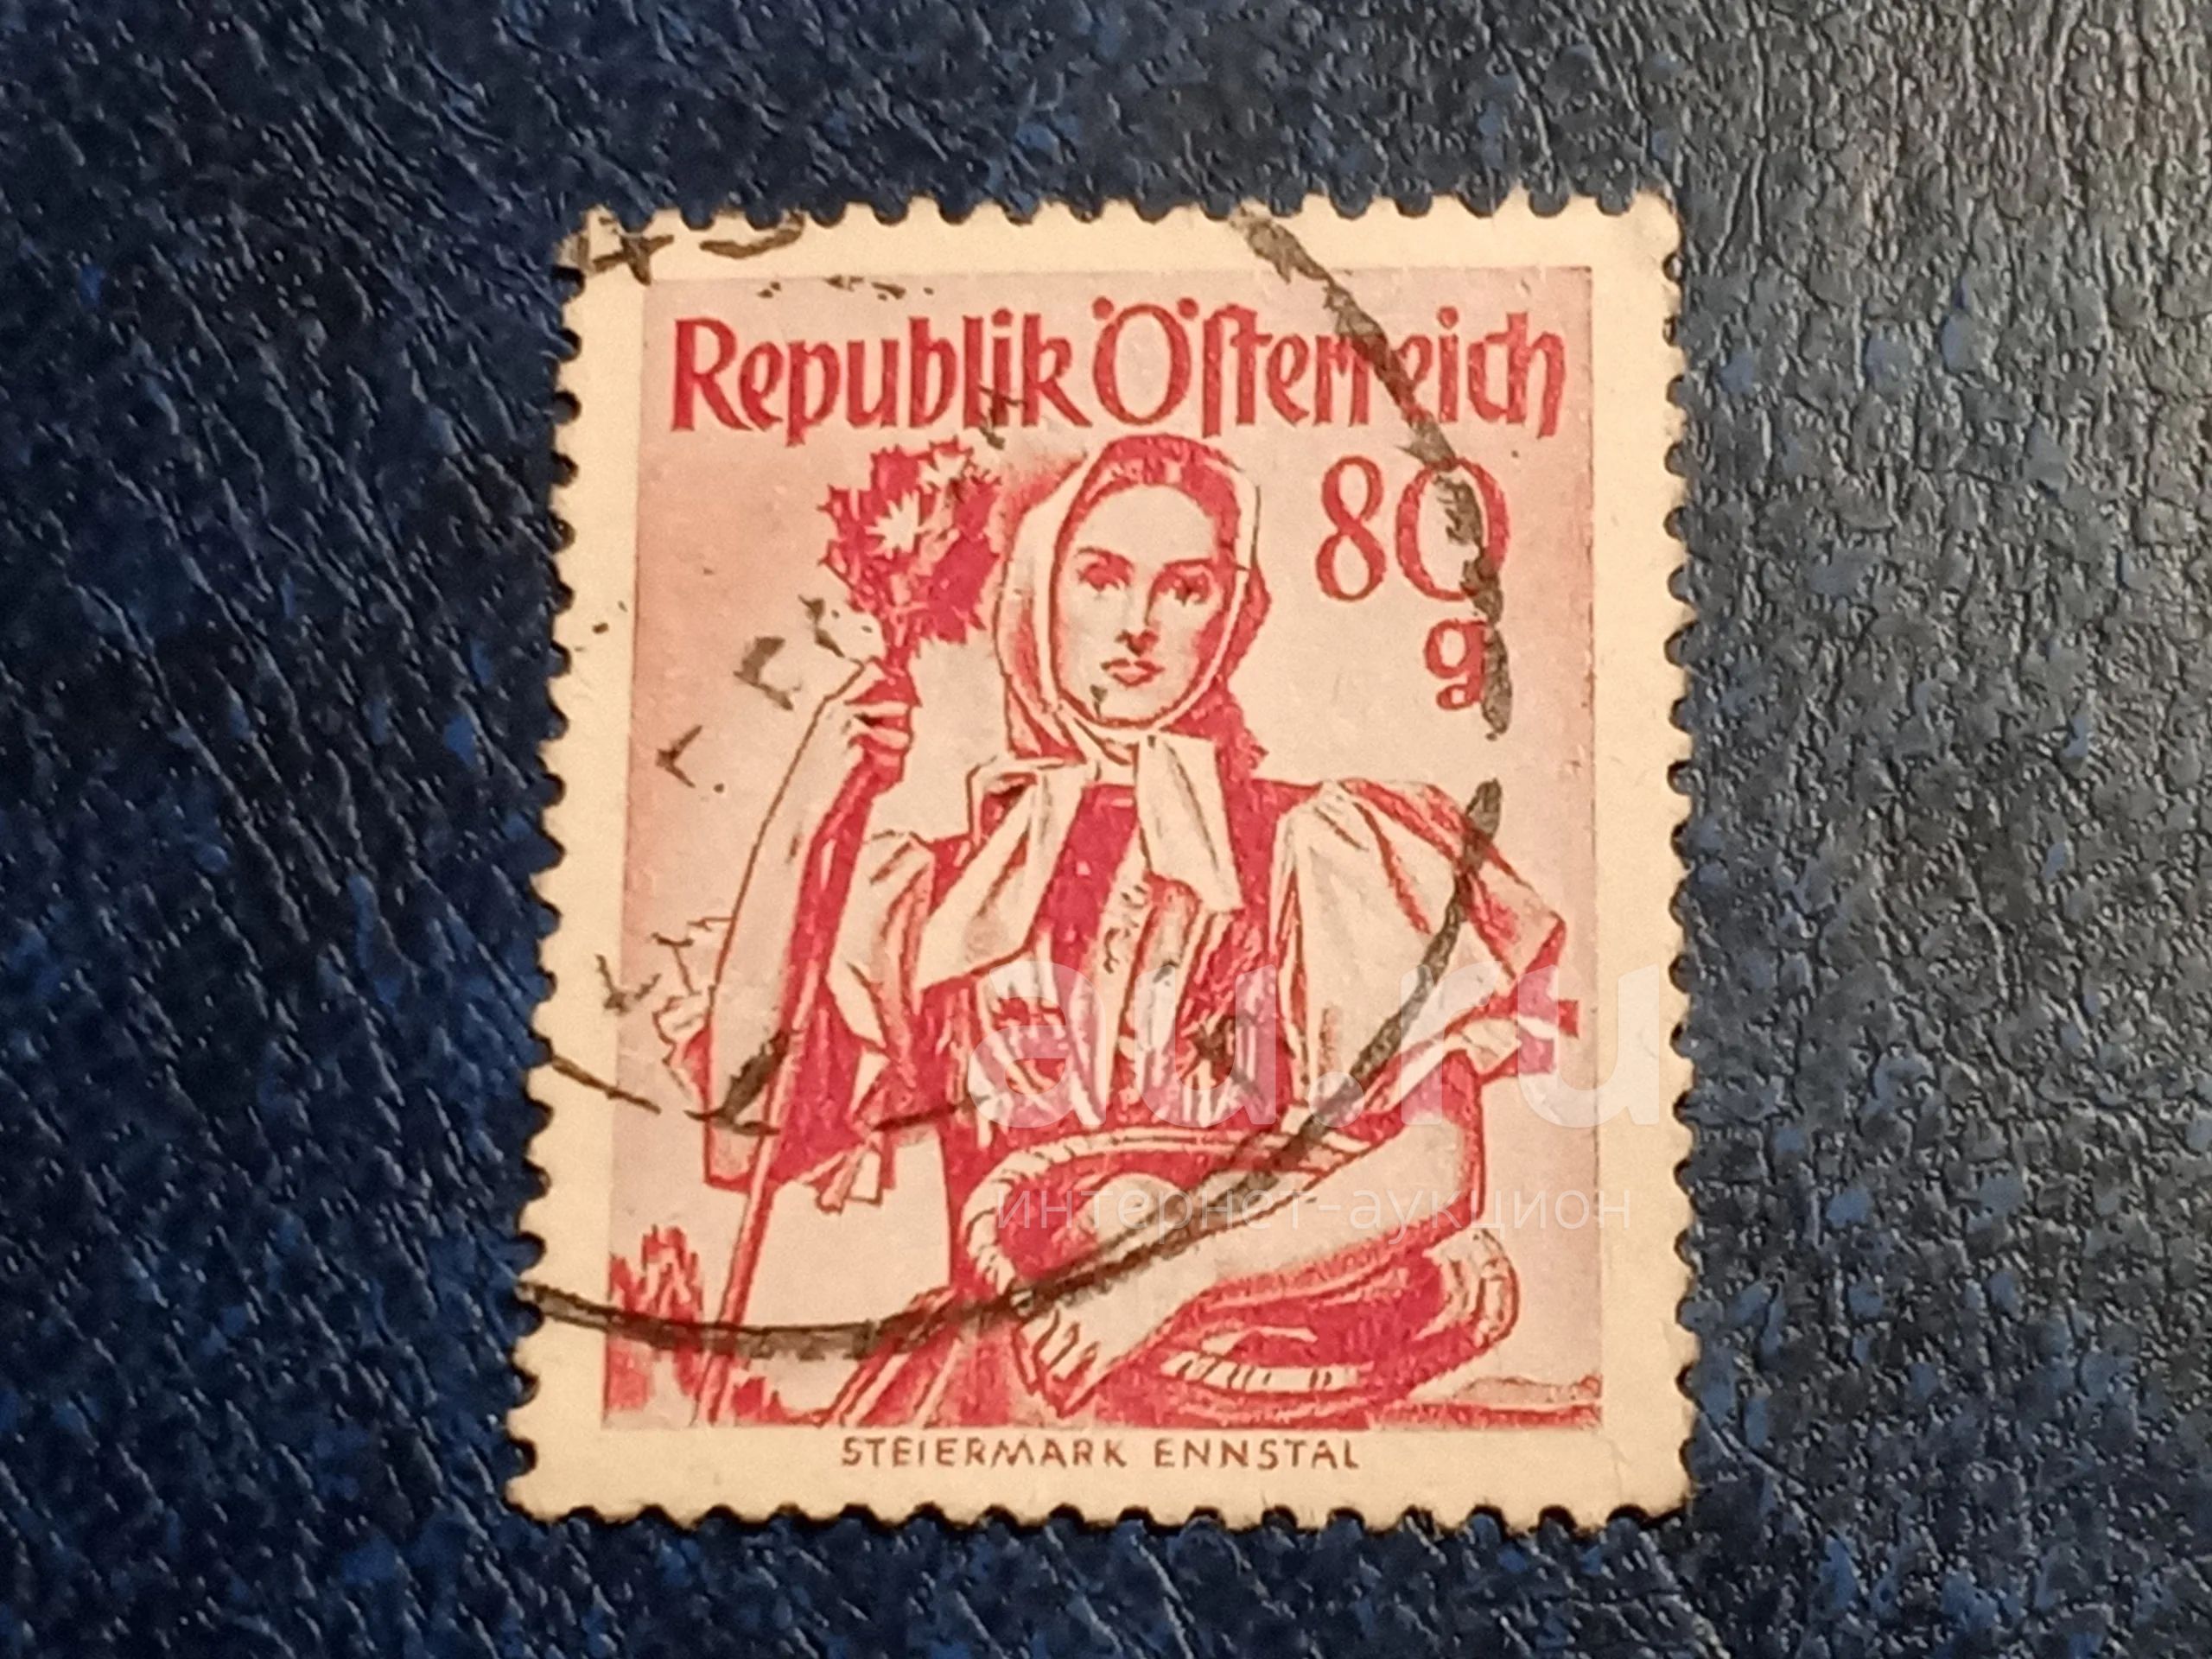 Republik Öſterreich
80
g
au.ru
интернет-аукцион
STEIERMARK ENNSTAL